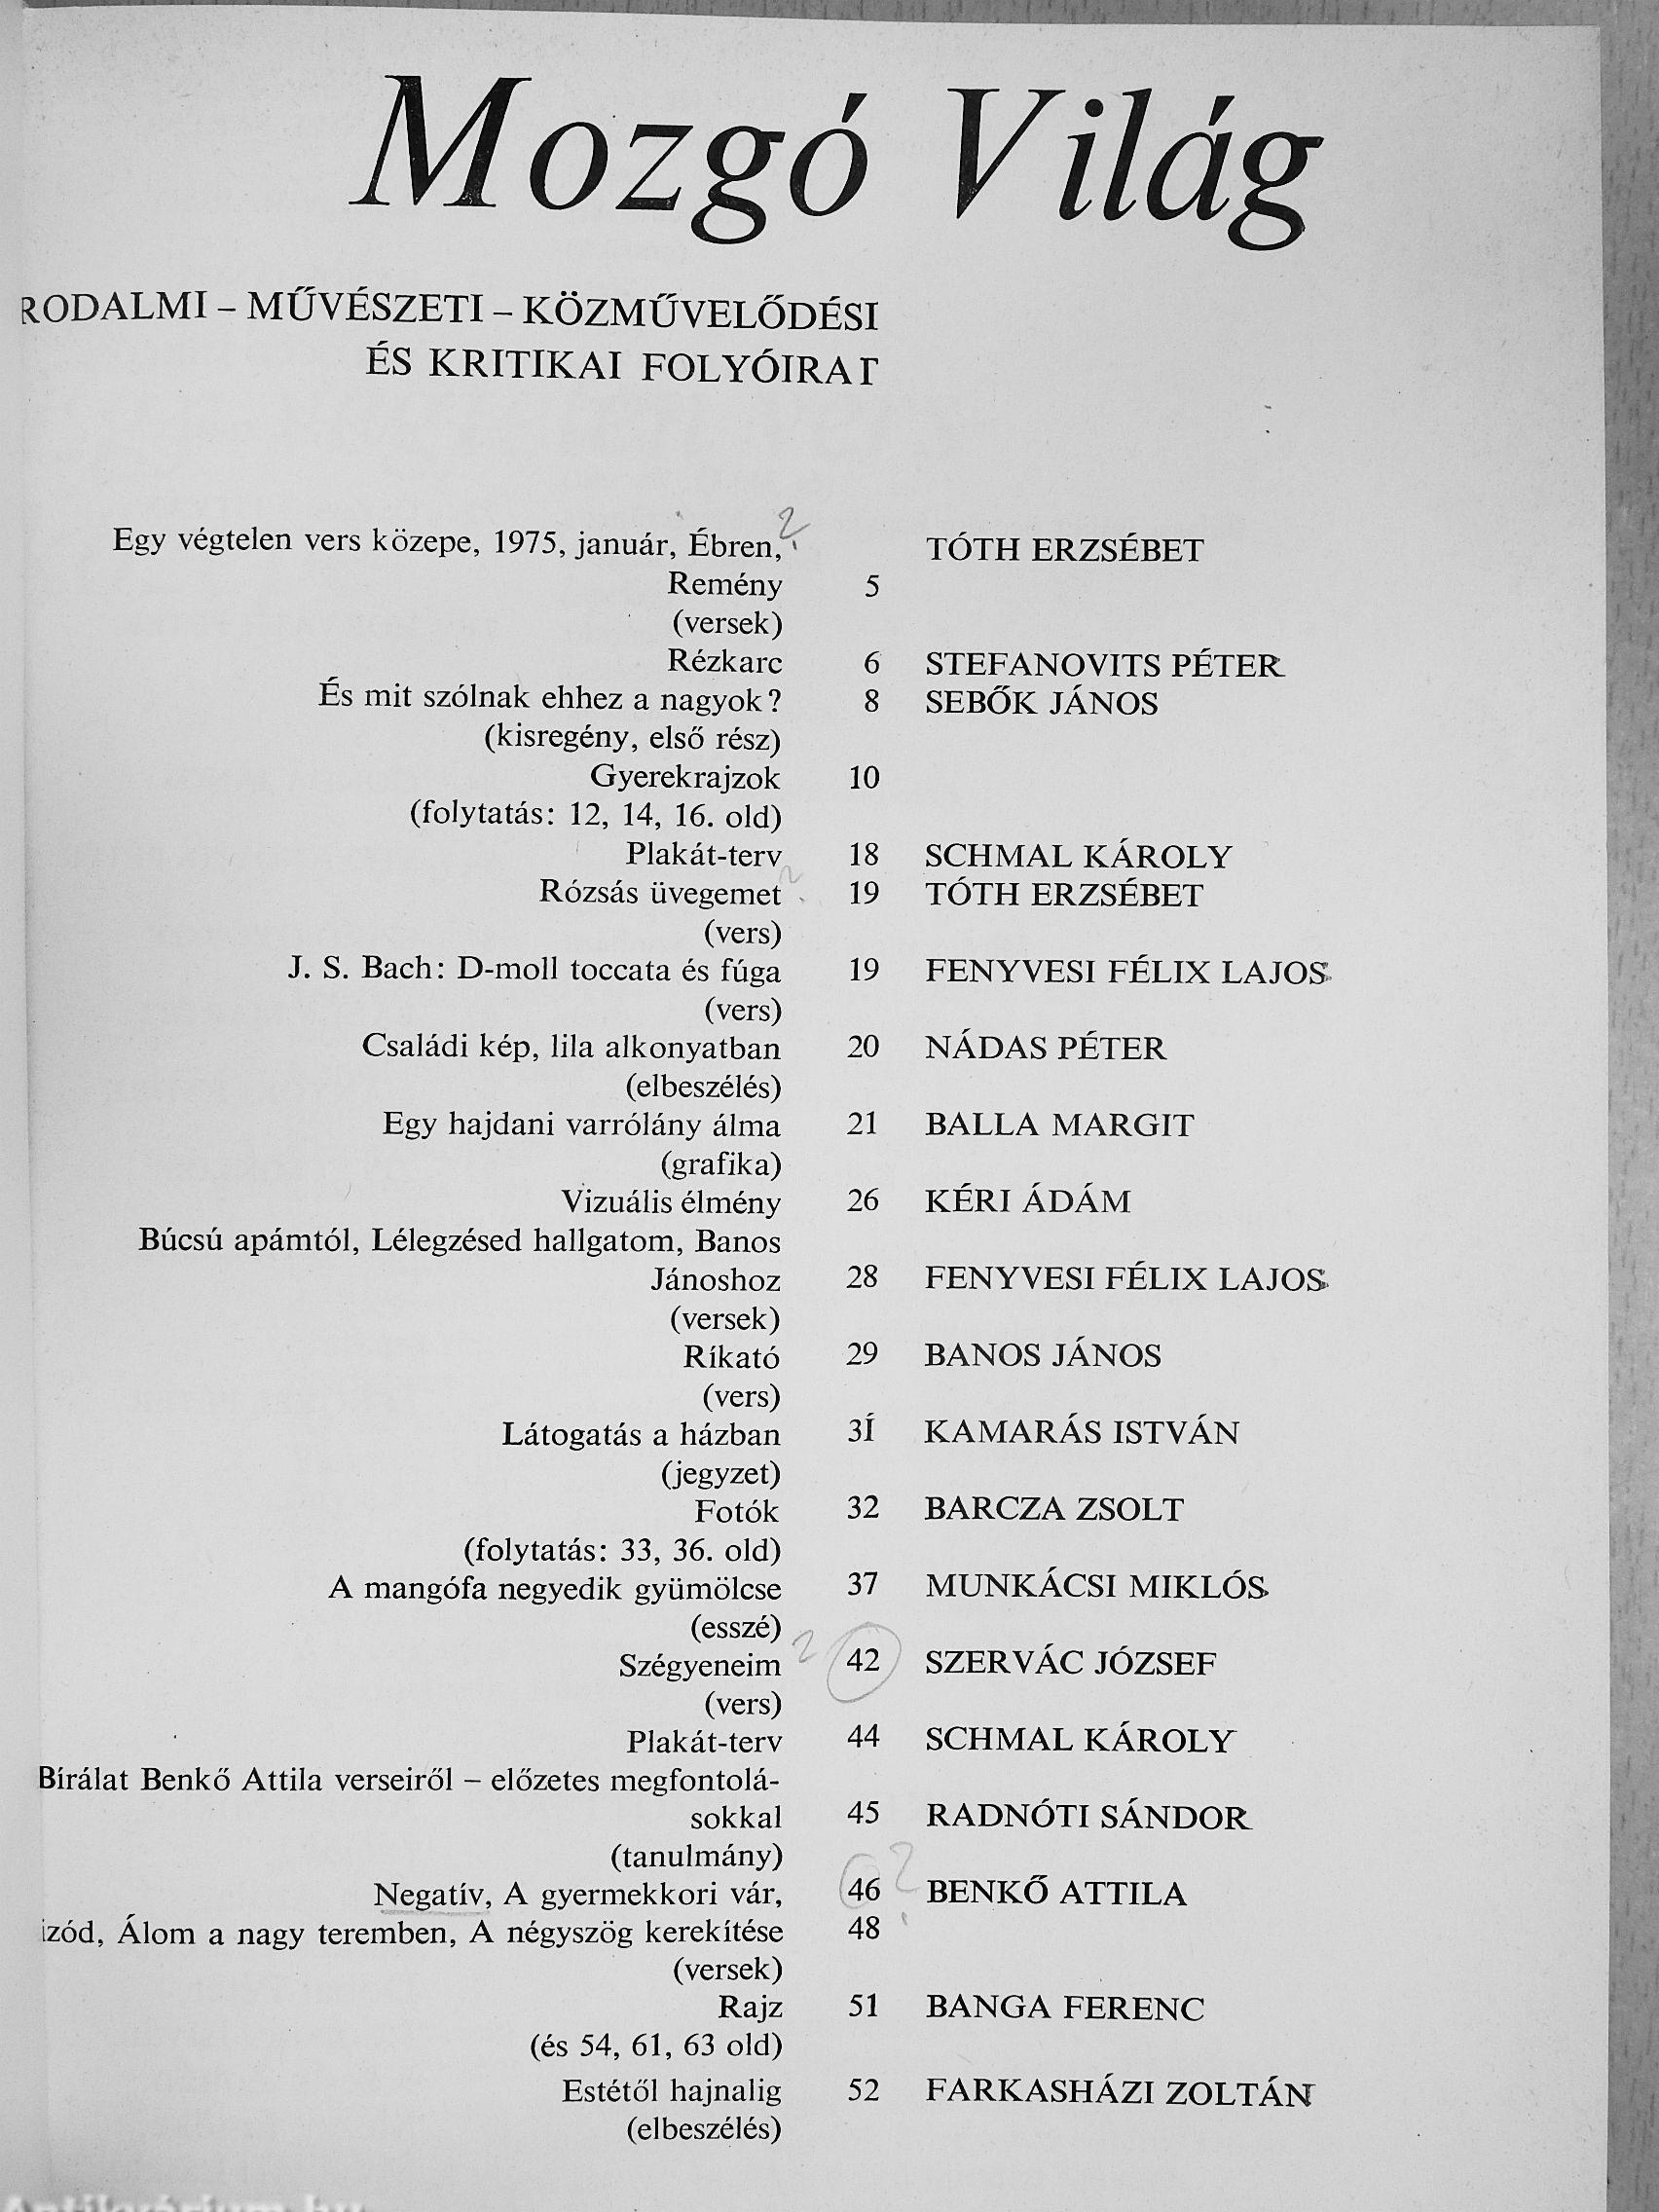 Mozgó Világ
RODALMI – MŰVÉSZETI – KÖZMŰVELŐDÉSI
ÉS KRITIKAI FOLYÓIRAT
Egy végtelen vers közepe, 1975, január, Ébren, ? TÓTH ERZSÉBET
Remény 5
(versek)
Rézkarc 6 STEFANOVITS PÉTER
És mit szólnak ehhez a nagyok? 8 SEBŐK JÁNOS
(kisregény, első rész)
Gyerekrajzok 10
(folytatás: 12, 14, 16. old)
Plakát-terv 18 SCHMAL KÁROLY
Rózsás üvegemet ? 19 TÓTH ERZSÉBET
(vers)
J. S. Bach: D-moll toccata és fúga 19 FENYVESI FÉLIX LAJOS
(vers)
Családi kép, lila alkonyatban 20 NÁDAS PÉTER
(elbeszélés)
Egy hajdani varrólány álma 21 BALLA MARGIT
(grafika)
Vizuális élmény 26 KÉRI ÁDÁM
Búcsú apámtól, Lélegzésed hallgatom, Banos
Jánoshoz 28 FENYVESI FÉLIX LAJOS
(versek)
Ríkató 29 BANOS JÁNOS
(vers)
Látogatás a házban 3Í KAMARÁS ISTVÁN
(jegyzet)
Fotók 32 BARCZA ZSOLT
(folytatás: 33, 36. old)
A mangófa negyedik gyümölcse 37 MUNKÁCSI MIKLÓS
(esszé)
Szégyeneim ? 42 SZERVÁC JÓZSEF
(vers)
Plakát-terv 44 SCHMAL KÁROLY
Bírálat Benkő Attila verseiről – előzetes megfontolá-
sokkal 45 RADNÓTI SÁNDOR
(tanulmány)
Negatív, A gyermekkori vár, 46 ? BENKŐ ATTILA
izód, Álom a nagy teremben, A négyszög kerekítése 48
(versek)
Rajz 51 BANGA FERENC
(és 54, 61, 63 old)
Estétől hajnalig 52 FARKASHÁZI ZOLTÁN
(elbeszélés)
Antikvárium.hu